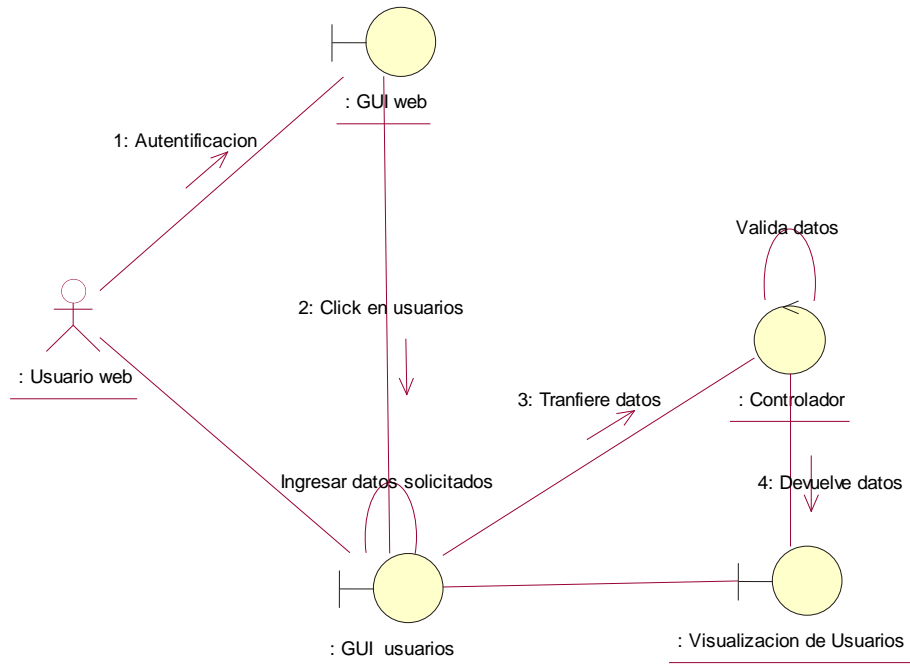 : GUI web
1: Autentificacion
Valida datos
2: Click en usuarios
: Usuario web
3: Tranfiere datos
: Controlador
Ingresar datos solicitados
4: Devuelve datos
: GUI usuarios
: Visualizacion de Usuarios